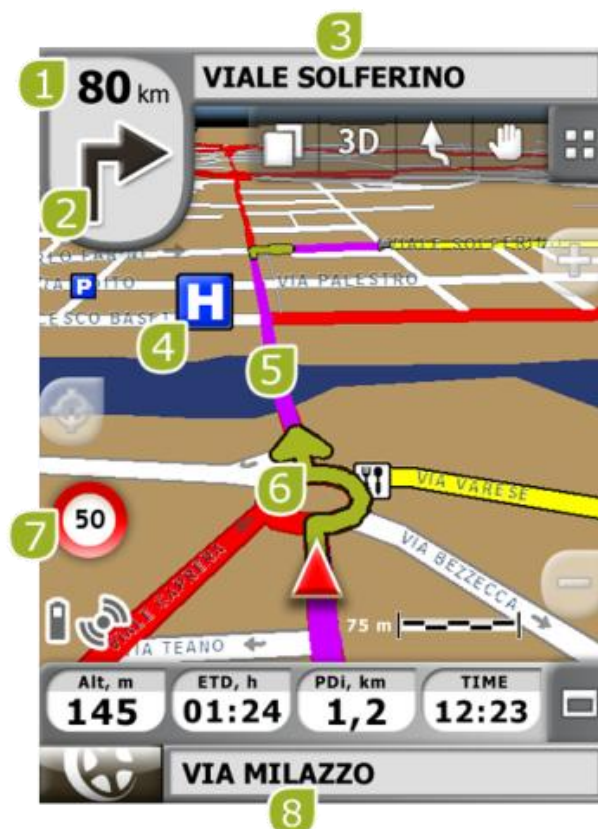 3
1
80 km
VIALE SOLFERINO
3D
2
VIALE SOLFERINO
P
VIA PALESTRO
H
4
5
6
VIA VARESE
7
50
VIA BEZZECCA
75 m
VIA TEANO
Alt, m
ETD, h
PDi, km
TIME
145
01:24
1,2
12:23
VIA MILAZZO
8